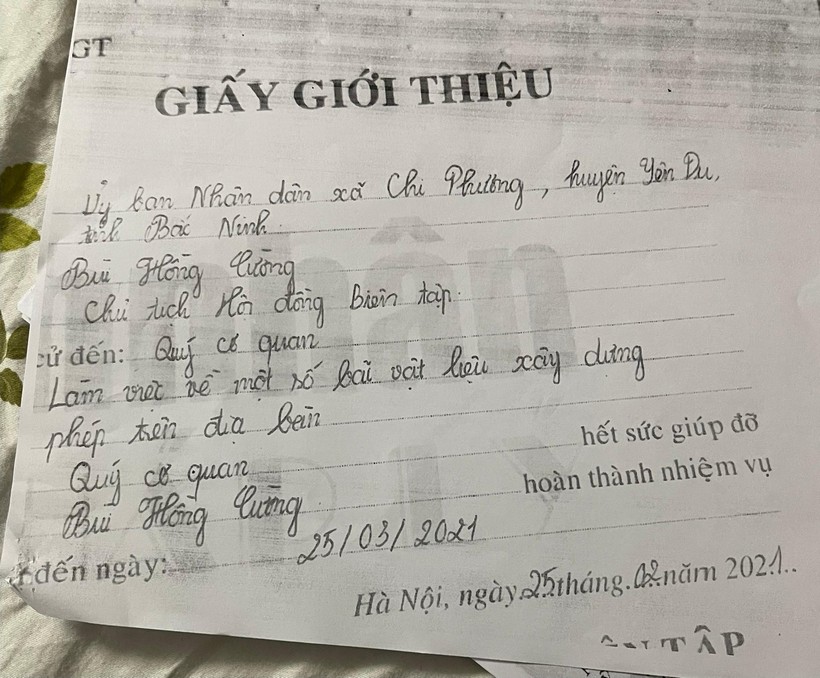 GT
GIẤY GIỚI THIỆU
Uỷ ban Nhân dân xã Chi Phương, huyện Yên Du,
tỉnh Bắc Ninh.
Bùi Hồng Cường
Chủ tịch Hội đồng Biên tập.
cử đến: Quý cơ quan
Làm việc về một số bãi vật liệu xây dựng
phép trên địa bàn
hết sức giúp đỡ
Quý cơ quan
hoàn thành nhiệm vụ
Bùi Hồng Cường
đến ngày: 25/03/2021
Hà Nội, ngày 25 tháng 02 năm 2021..
TẬP